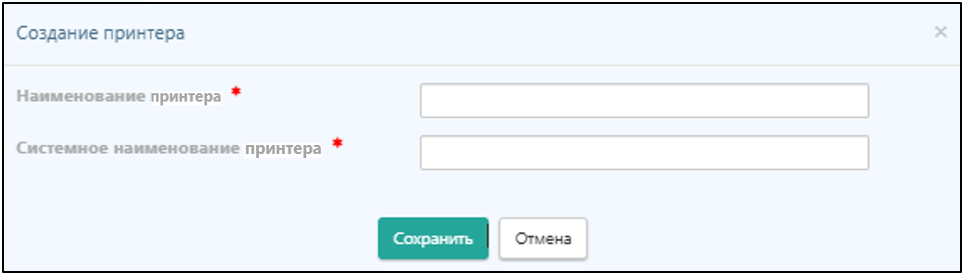 Создание принтера ×
Наименование принтера *
Системное наименование принтера *
Сохранить Отмена